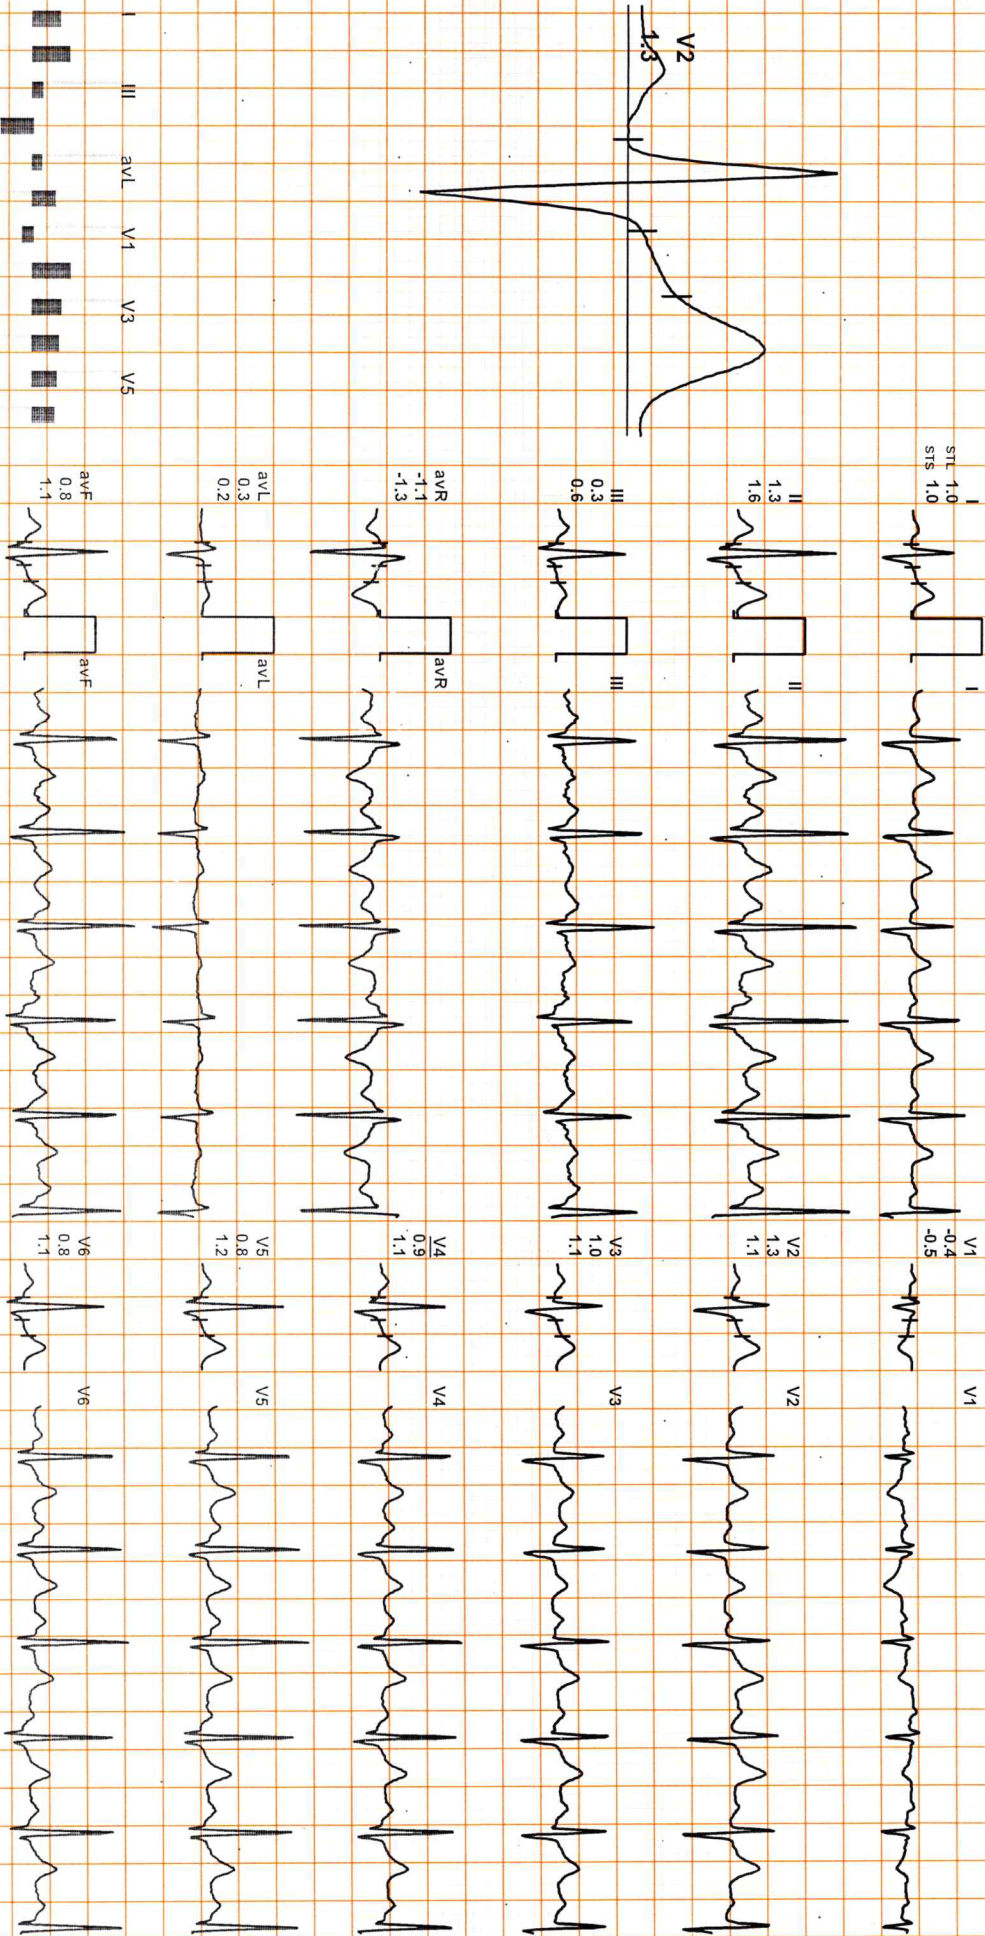 V2
1.3
I III avL V1 V3 V5
I
STL 1.0
STS 1.0
I
II
1.3
1.6
II
III
0.3
0.6
III
avR
-1.1
-1.3
avR
avL
0.3
0.2
avL
avF
0.8
1.1
avF
V1
-0.4
-0.5
V1
V2
1.3
1.1
V2
V3
1.0
1.1
V3
V4
0.9
1.1
V4
V5
0.8
1.2
V5
V6
0.8
1.1
V6